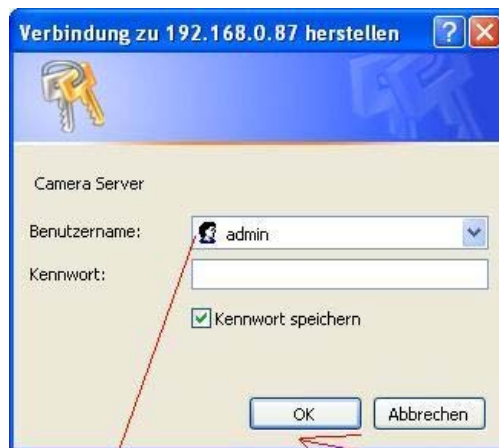 Verbindung zu 192.168.0.87 herstellen
Camera Server
Benutzername: admin
Kennwort:
Kennwort speichern
OK Abbrechen